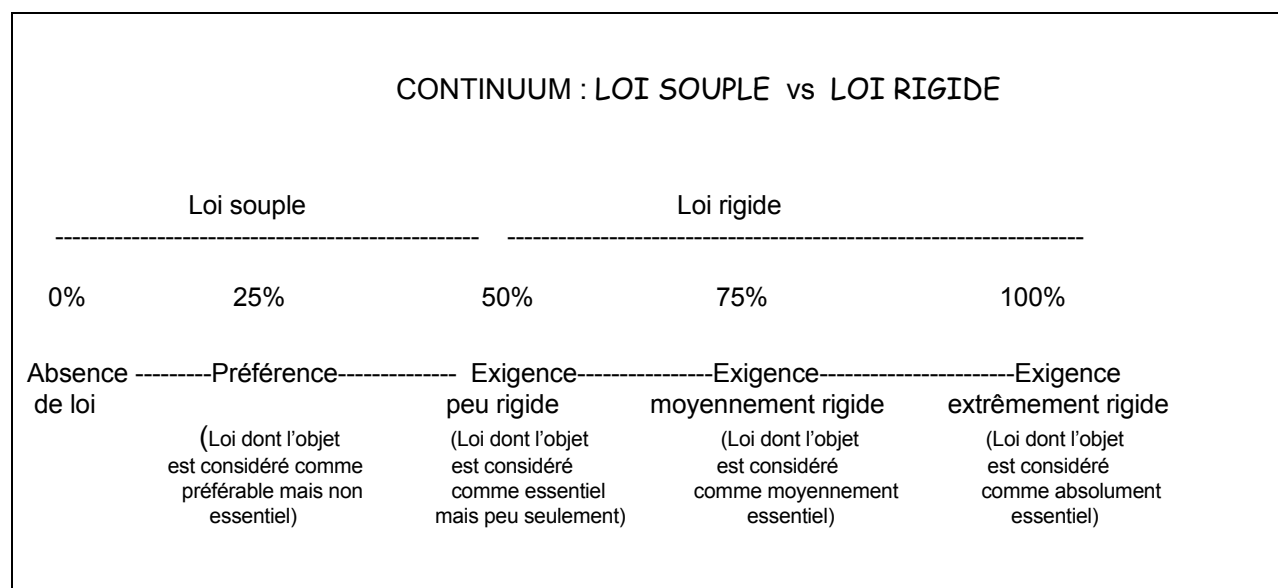 CONTINUUM : LOI SOUPLE vs LOI RIGIDE
Loi souple Loi rigide
-------------------------------------------------- --------------------------------------------------------------------
0% 25% 50% 75% 100%
Absence ---------Préférence-------------- Exigence----------------Exigence-----------------------Exigence
de loi peu rigide moyennement rigide extrêmement rigide
(Loi dont l’objet (Loi dont l’objet (Loi dont l’objet (Loi dont l’objet
est considéré comme est considéré est considéré est considéré
préférable mais non comme essentiel comme moyennement comme absolument
essentiel) mais peu seulement) essentiel) essentiel)